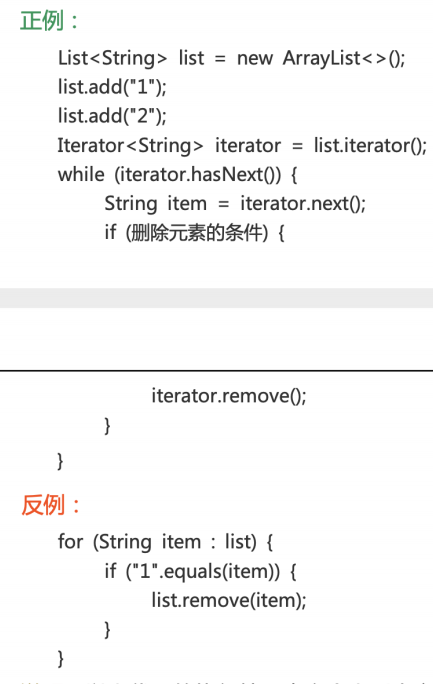 正例：
List<String> list = new ArrayList<>();
list.add("1");
list.add("2");
Iterator<String> iterator = list.iterator();
while (iterator.hasNext()) {
String item = iterator.next();
if (删除元素的条件) {
iterator.remove();
}
}
反例：
for (String item : list) {
if ("1".equals(item)) {
list.remove(item);
}
}